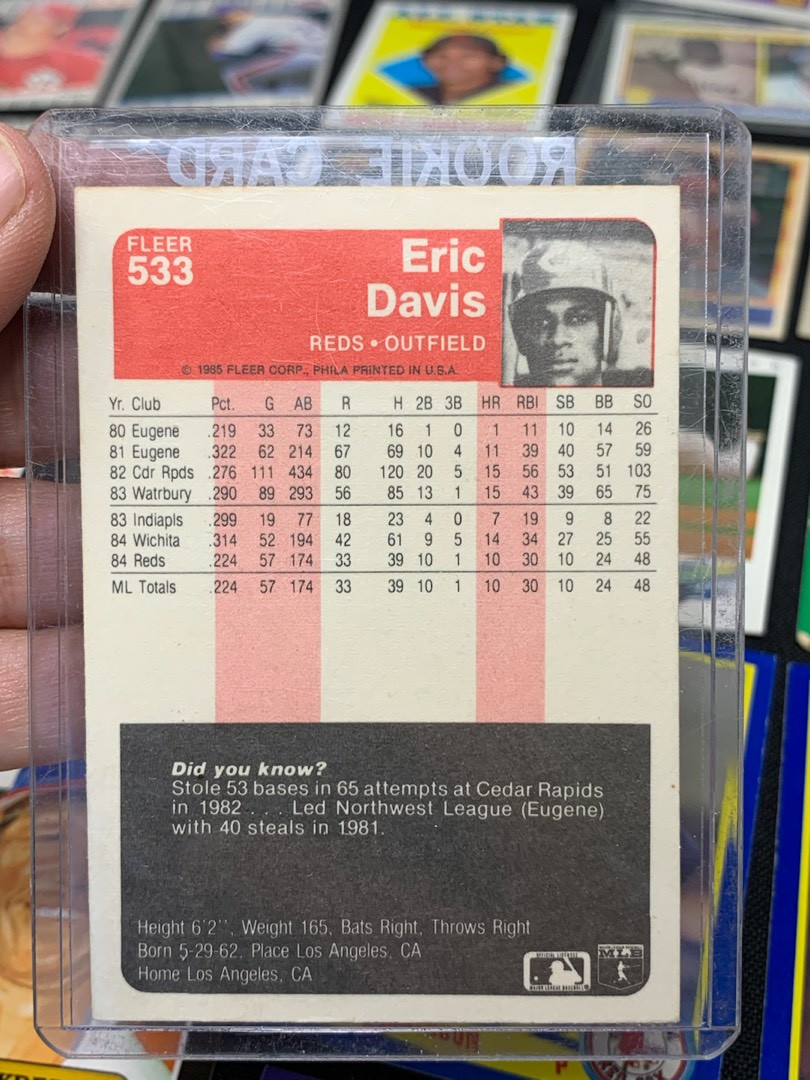 ROOKIE CARD
FLEER
533
Eric
Davis
REDS • OUTFIELD
© 1985 FLEER CORP., PHILA PRINTED IN U.S.A.
Yr. Club Pct. G AB R H 2B 3B HR RBI SB BB SO
80 Eugene .219 33 73 12 16 1 0 1 11 10 14 26
81 Eugene .322 62 214 67 69 10 4 11 39 40 57 59
82 Cdr Rpds .276 111 434 80 120 20 5 15 56 53 51 103
83 Watrbury .290 89 293 56 85 13 1 15 43 39 65 75
83 Indiapls .299 19 77 18 23 4 0 7 19 9 8 22
84 Wichita .314 52 194 42 61 9 5 14 34 27 25 55
84 Reds .224 57 174 33 39 10 1 10 30 10 24 48
ML Totals .224 57 174 33 39 10 1 10 30 10 24 48
Did you know?
Stole 53 bases in 65 attempts at Cedar Rapids
in 1982 . . . Led Northwest League (Eugene)
with 40 steals in 1981.
Height 6'2'', Weight 165, Bats Right, Throws Right
Born 5-29-62, Place Los Angeles, CA
Home Los Angeles, CA
OFFICIAL LICENSEE
MAJOR LEAGUE BASEBALL
MLB